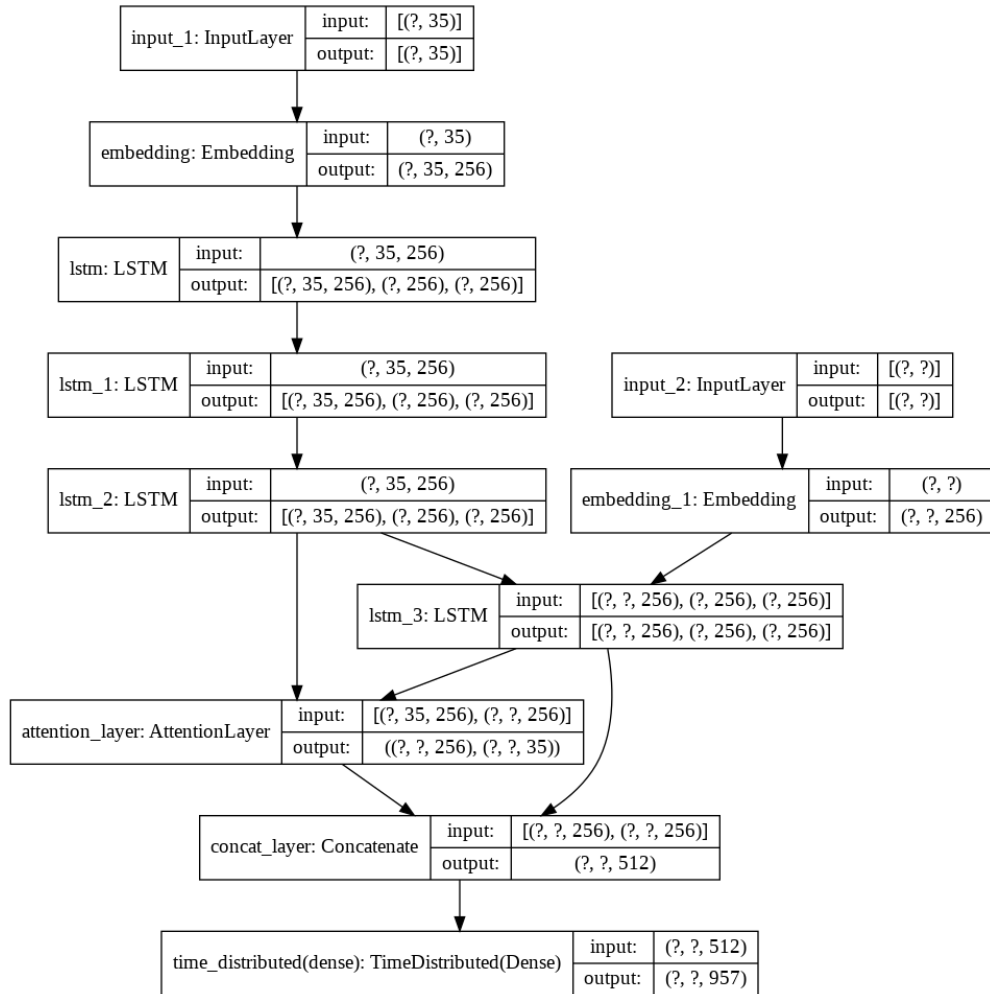 input_1: InputLayer
input: [(?, 35)]
output: [(?, 35)]
embedding: Embedding
input: (?, 35)
output: (?, 35, 256)
lstm: LSTM
input: (?, 35, 256)
output: [(?, 35, 256), (?, 256), (?, 256)]
lstm_1: LSTM
input: (?, 35, 256)
output: [(?, 35, 256), (?, 256), (?, 256)]
input_2: InputLayer
input: [(?, ?)]
output: [(?, ?)]
lstm_2: LSTM
input: (?, 35, 256)
output: [(?, 35, 256), (?, 256), (?, 256)]
embedding_1: Embedding
input: (?, ?)
output: (?, ?, 256)
lstm_3: LSTM
input: [(?, ?, 256), (?, 256), (?, 256)]
output: [(?, ?, 256), (?, 256), (?, 256)]
attention_layer: AttentionLayer
input: [(?, 35, 256), (?, ?, 256)]
output: ((?, ?, 256), (?, ?, 35))
concat_layer: Concatenate
input: [(?, ?, 256), (?, ?, 256)]
output: (?, ?, 512)
time_distributed(dense): TimeDistributed(Dense)
input: (?, ?, 512)
output: (?, ?, 957)